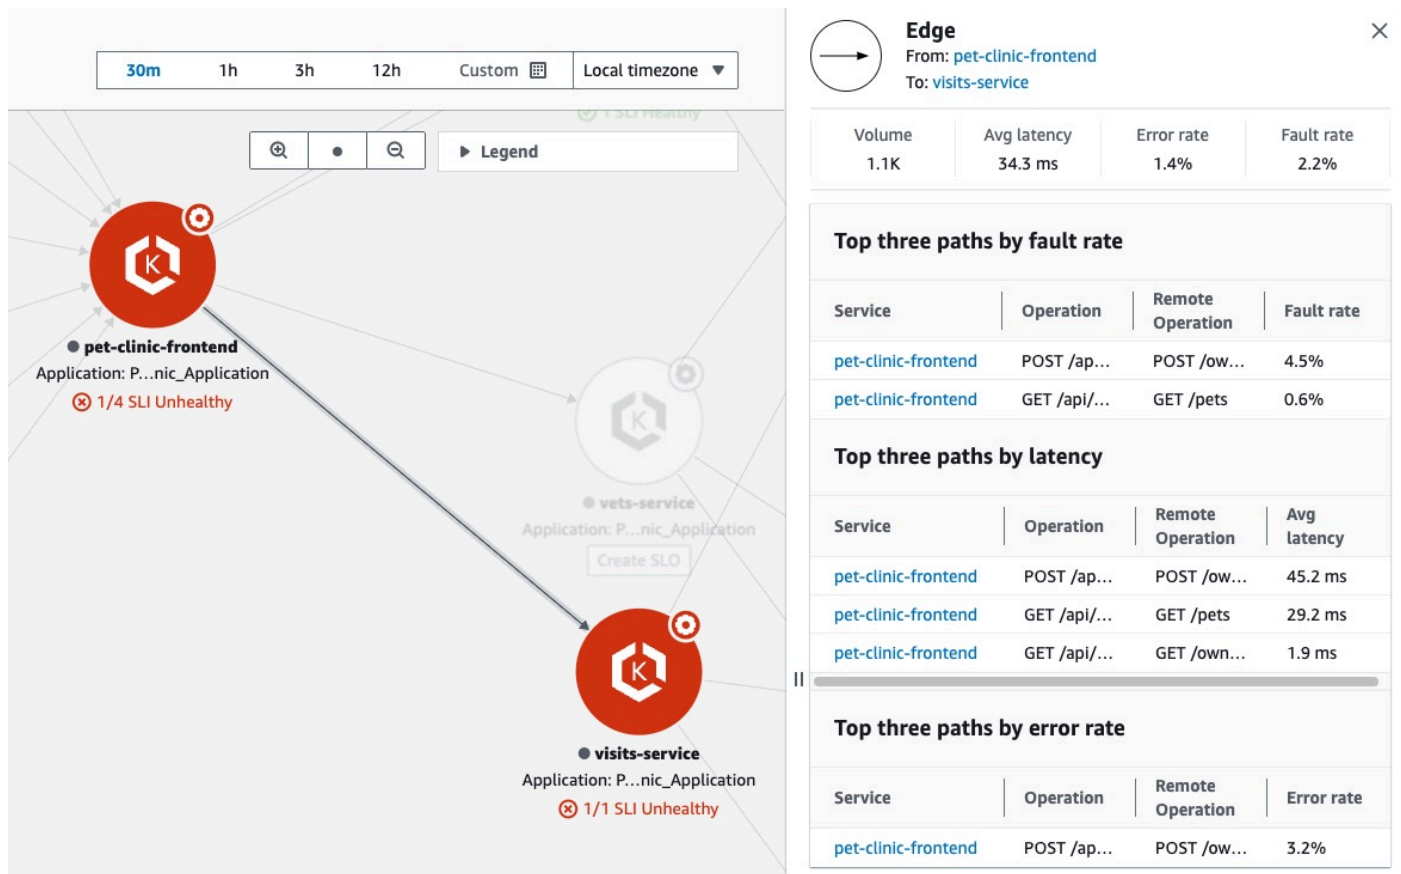 30m 1h 3h 12h Custom Local timezone
1 SLI Healthy
Legend
K
pet-clinic-frontend
Application: P...nic_Application
1/4 SLI Unhealthy
K
vets-service
Application: P...nic_Application
Create SLO
K
visits-service
Application: P...nic_Application
1/1 SLI Unhealthy
Edge
From: pet-clinic-frontend
To: visits-service
Volume Avg latency Error rate Fault rate
1.1K 34.3 ms 1.4% 2.2%
Top three paths by fault rate
Service Operation Remote Operation Fault rate
pet-clinic-frontend POST /ap... POST /ow... 4.5%
pet-clinic-frontend GET /api/... GET /pets 0.6%
Top three paths by latency
Service Operation Remote Operation Avg latency
pet-clinic-frontend POST /ap... POST /ow... 45.2 ms
pet-clinic-frontend GET /api/... GET /pets 29.2 ms
pet-clinic-frontend GET /api/... GET /own... 1.9 ms
Top three paths by error rate
Service Operation Remote Operation Error rate
pet-clinic-frontend POST /ap... POST /ow... 3.2%